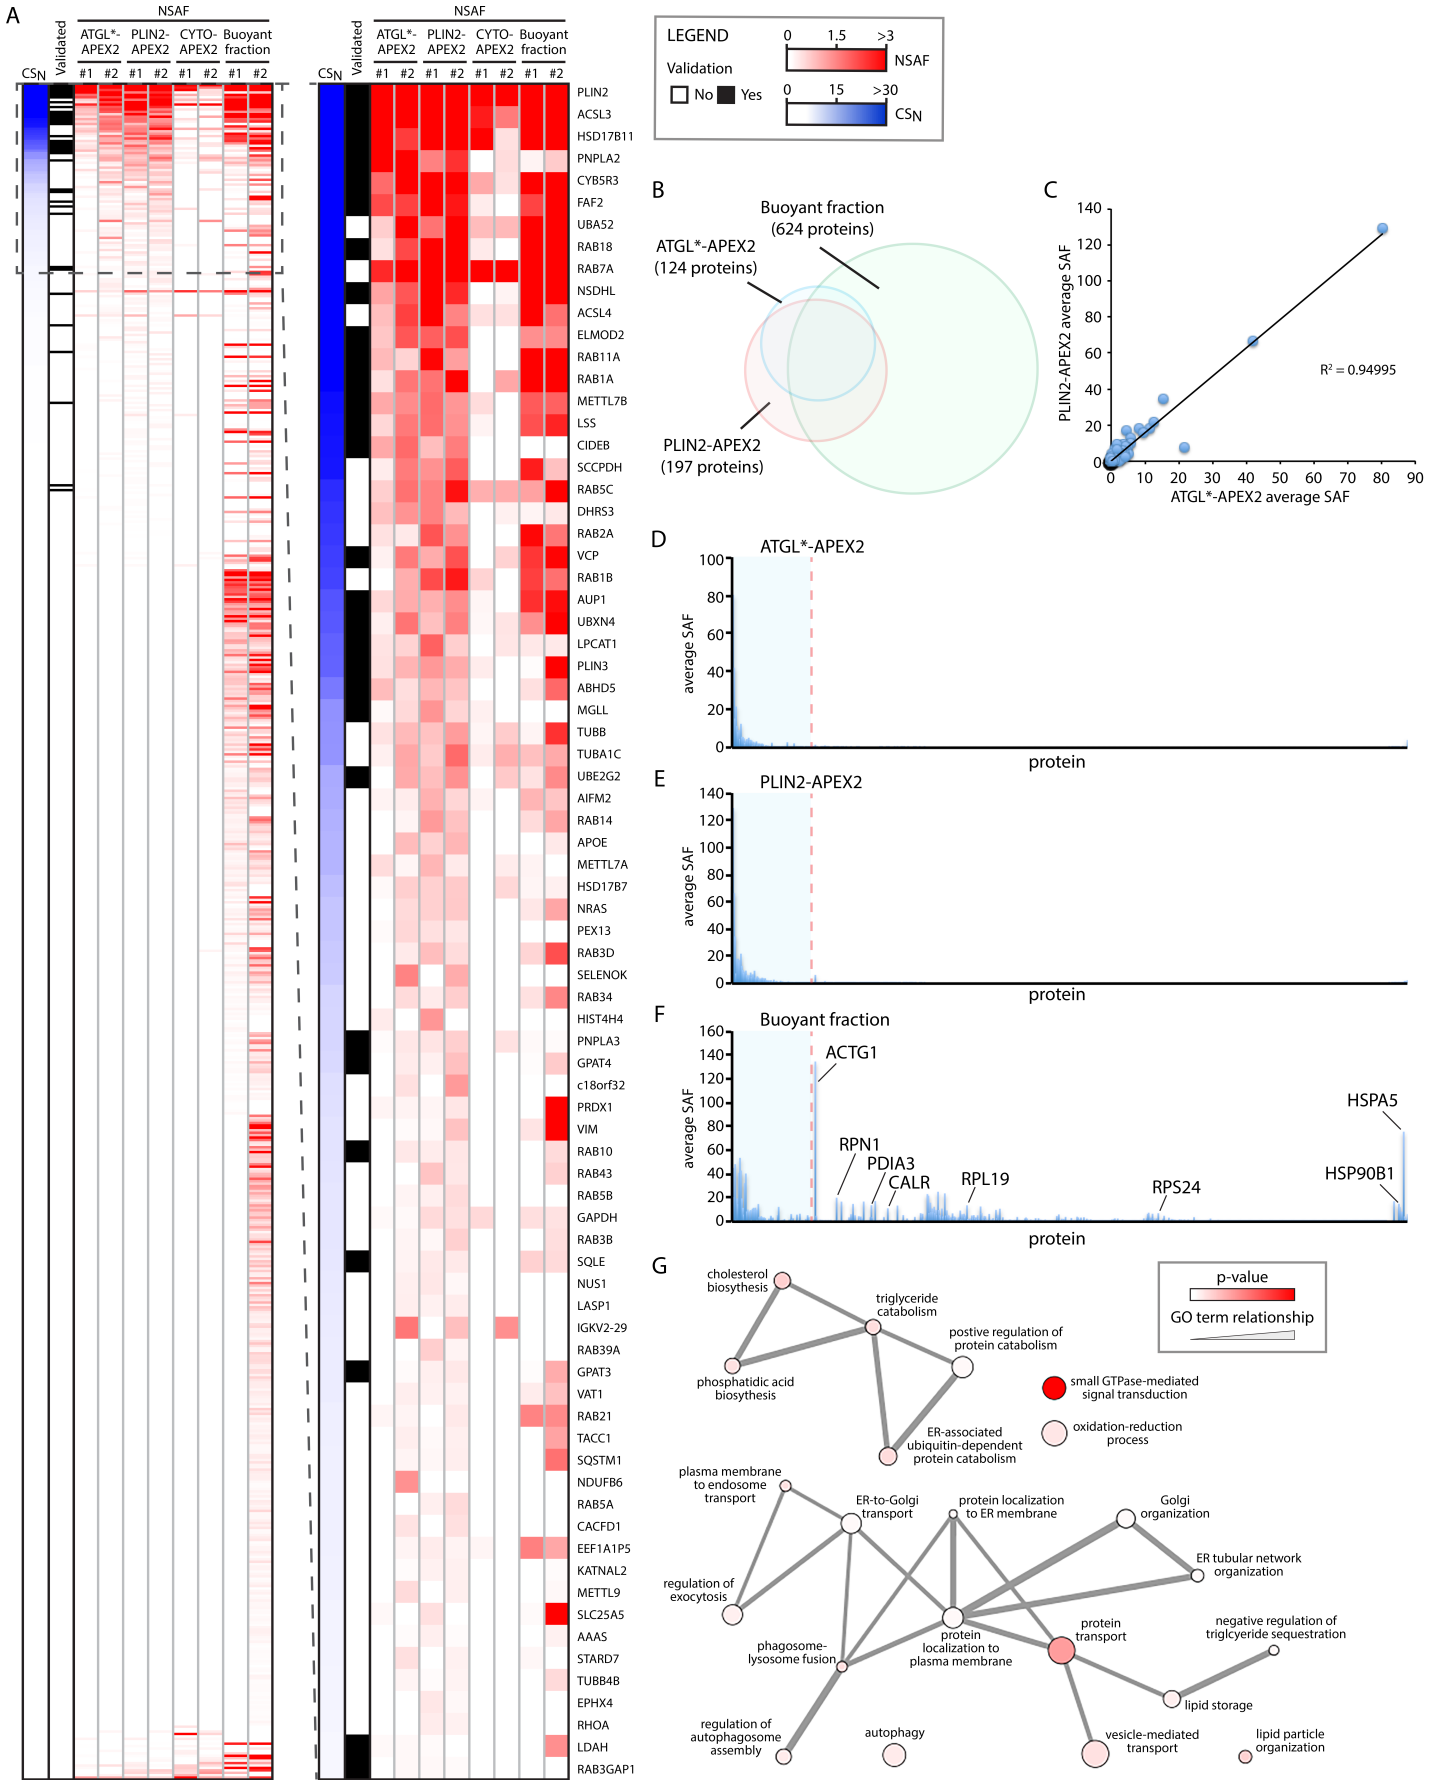 A
NSAF
CSN
Validated
ATGL*-
APEX2
PLIN2-
APEX2
CYTO-
APEX2
Buoyant
fraction
#1 #2 #1 #2 #1 #2 #1 #2
NSAF
CSN
Validated
ATGL*-
APEX2
PLIN2-
APEX2
CYTO-
APEX2
Buoyant
fraction
#1 #2 #1 #2 #1 #2 #1 #2
PLIN2
ACSL3
HSD17B11
PNPLA2
CYB5R3
FAF2
UBA52
RAB18
RAB7A
NSDHL
ACSL4
ELMOD2
RAB11A
RAB1A
METTL7B
LSS
CIDEB
SCCPDH
RAB5C
DHRS3
RAB2A
VCP
RAB1B
AUP1
UBXN4
LPCAT1
PLIN3
ABHD5
MGLL
TUBB
TUBA1C
UBE2G2
AIFM2
RAB14
APOE
METTL7A
HSD17B7
NRAS
PEX13
RAB3D
SELENOK
RAB34
HIST4H4
PNPLA3
GPAT4
c18orf32
PRDX1
VIM
RAB10
RAB43
RAB5B
GAPDH
RAB3B
SQLE
NUS1
LASP1
IGKV2-29
RAB39A
GPAT3
VAT1
RAB21
TACC1
SQSTM1
NDUFB6
RAB5A
CACFD1
EEF1A1P5
KATNAL2
METTL9
SLC25A5
AAAS
STARD7
TUBB4B
EPHX4
RHOA
LDAH
RAB3GAP1
LEGEND
Validation
No Yes
0 1.5 >3
NSAF
0 15 >30
CSN
B
Buoyant fraction
(624 proteins)
ATGL*-APEX2
(124 proteins)
PLIN2-APEX2
(197 proteins)
C
PLIN2-APEX2 average SAF
140
120
100
80
60
40
20
0
R² = 0.94995
0 10 20 30 40 50 60 70 80 90
ATGL*-APEX2 average SAF
D
ATGL*-APEX2
average SAF
100
80
60
40
20
0
protein
E
PLIN2-APEX2
average SAF
140
120
100
80
60
40
20
0
protein
F
Buoyant fraction
average SAF
160
140
120
100
80
60
40
20
0
ACTG1
RPN1
PDIA3
CALR
RPL19
RPS24
HSPA5
HSP90B1
protein
G
p-value
GO term relationship
cholesterol
biosythesis
triglyceride
catabolism
postive regulation of
protein catabolism
phosphatidic acid
biosythesis
ER-associated
ubiquitin-dependent
protein catabolism
small GTPase-mediated
signal transduction
oxidation-reduction
process
plasma membrane
to endosome
transport
ER-to-Golgi
transport
protein localization
to ER membrane
Golgi
organization
ER tubular network
organization
regulation of
exocytosis
phagosome-
lysosome fusion
protein
localization to
plasma membrane
protein
transport
negative regulation of
triglcyeride sequestration
lipid storage
regulation of
autophagosome
assembly
autophagy
vesicle-mediated
transport
lipid particle
organization